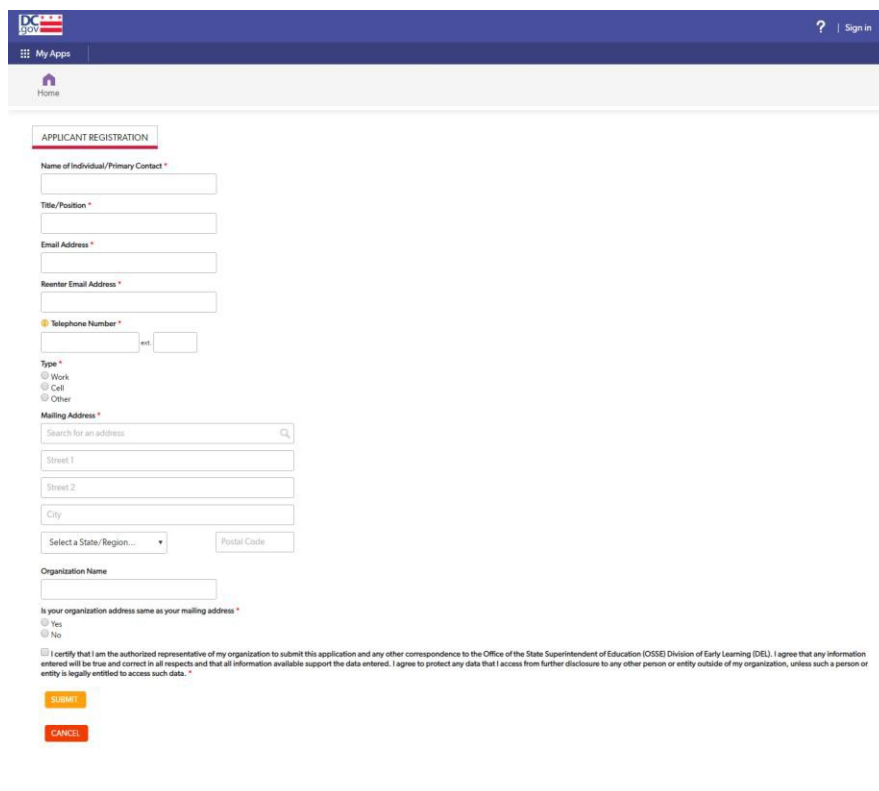 DC
.gov
? | Sign in
My Apps
Home
APPLICANT REGISTRATION
Name of Individual/Primary Contact *
Title/Position *
Email Address *
Reenter Email Address *
Telephone Number *
ext.
Type *
Work
Cell
Other
Mailing Address *
Search for an address
Street 1
Street 2
City
Select a State/Region... ▼ Postal Code
Organization Name
Is your organization address same as your mailing address *
Yes
No
I certify that I am the authorized representative of my organization to submit this application and any other correspondence to the Office of the State Superintendent of Education (OSSE) Division of Early Learning (DEL). I agree that any information
entered will be true and correct in all respects and that all information available support the data entered. I agree to protect any data that I access from further disclosure to any other person or entity outside of my organization, unless such a person or
entity is legally entitled to access such data. *
SUBMIT
CANCEL